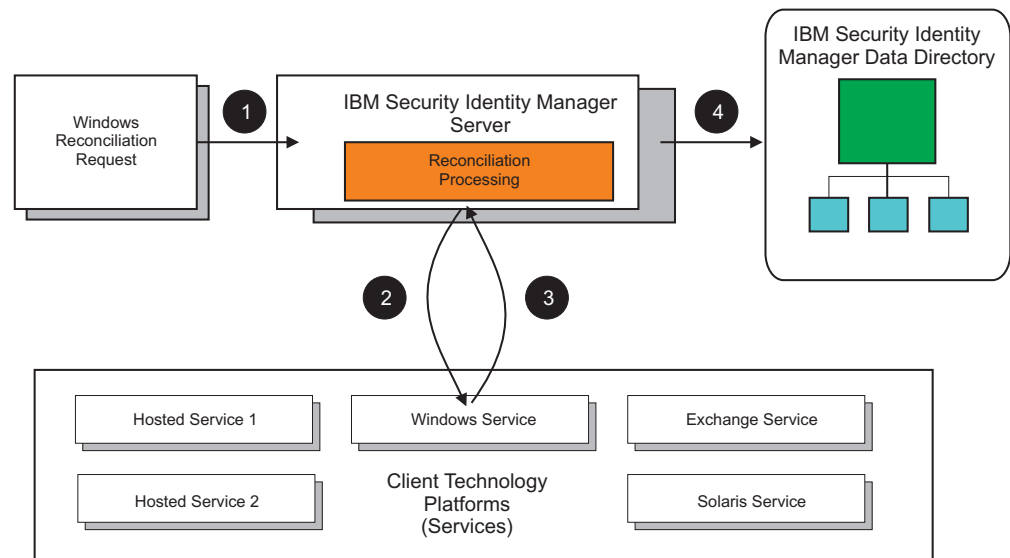 IBM Security Identity
Manager Data Directory
Windows
Reconciliation
Request
1
IBM Security Identity Manager
Server
Reconciliation
Processing
4
2
3
Hosted Service 1
Windows Service
Exchange Service
Hosted Service 2
Client Technology
Platforms
(Services)
Solaris Service